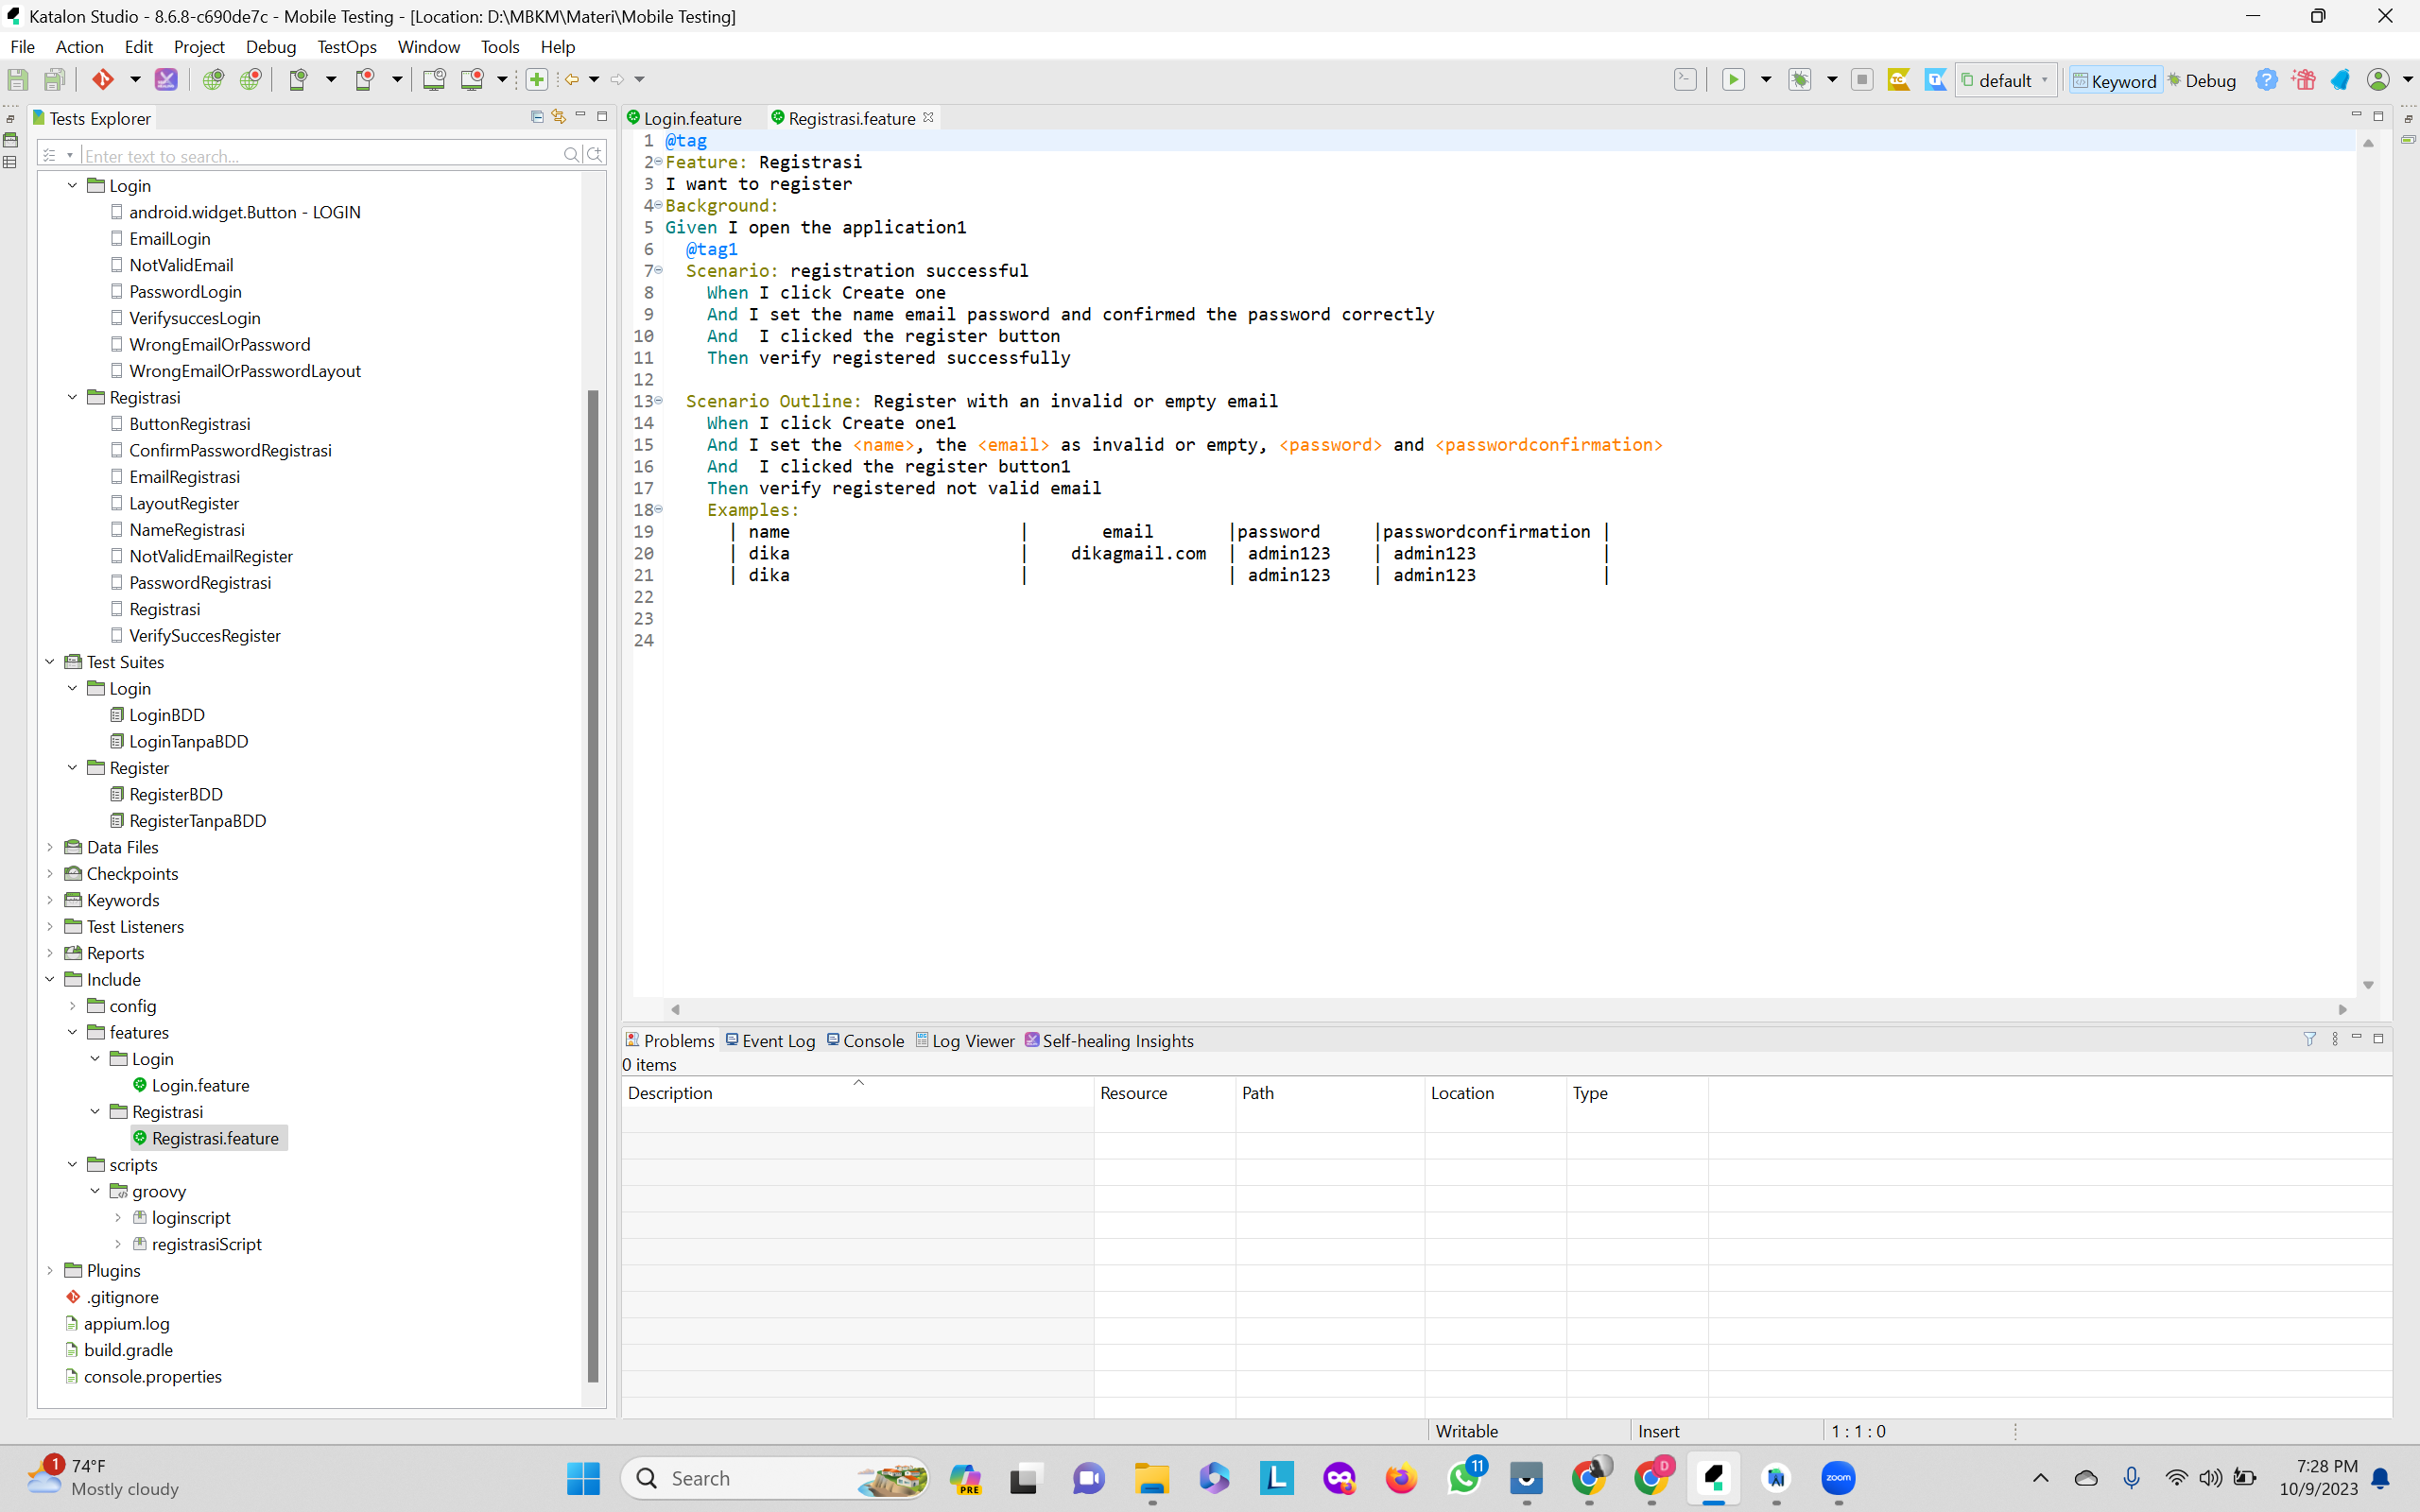 Katalon Studio - 8.6.8-c690de7c - Mobile Testing - [Location: D:\MBKM\Materi\Mobile Testing]
File Action Edit Project Debug TestOps Window Tools Help
default Keyword Debug
Tests Explorer
Enter text to search...
Login
android.widget.Button - LOGIN
EmailLogin
NotValidEmail
PasswordLogin
VerifysuccesLogin
WrongEmailOrPassword
WrongEmailOrPasswordLayout
Registrasi
ButtonRegistrasi
ConfirmPasswordRegistrasi
EmailRegistrasi
LayoutRegister
NameRegistrasi
NotValidEmailRegister
PasswordRegistrasi
Registrasi
VerifySuccesRegister
Test Suites
Login
LoginBDD
LoginTanpaBDD
Register
RegisterBDD
RegisterTanpaBDD
Data Files
Checkpoints
Keywords
Test Listeners
Reports
Include
config
features
Login
Login.feature
Registrasi
Registrasi.feature
scripts
groovy
loginscript
registrasiScript
Plugins
.gitignore
appium.log
build.gradle
console.properties
Login.feature Registrasi.feature
1 @tag
2 Feature: Registrasi
3 I want to register
4 Background:
5 Given I open the application1
6 @tag1
7 Scenario: registration successful
8 When I click Create one
9 And I set the name email password and confirmed the password correctly
10 And  I clicked the register button
11 Then verify registered successfully
12
13 Scenario Outline: Register with an invalid or empty email
14 When I click Create one1
15 And I set the <name>, the <email> as invalid or empty, <password> and <passwordconfirmation>
16 And  I clicked the register button1
17 Then verify registered not valid email
18 Examples:
19 | name | email |password |passwordconfirmation |
20 | dika | dikagmail.com | admin123 | admin123 |
21 | dika | | admin123 | admin123 |
22
23
24
Problems Event Log Console Log Viewer Self-healing Insights
0 items
Description Resource Path Location Type
Writable Insert 1 : 1 : 0
1 74°F
Mostly cloudy
Search
PRE
L
11
D
zoom
7:28 PM
10/9/2023